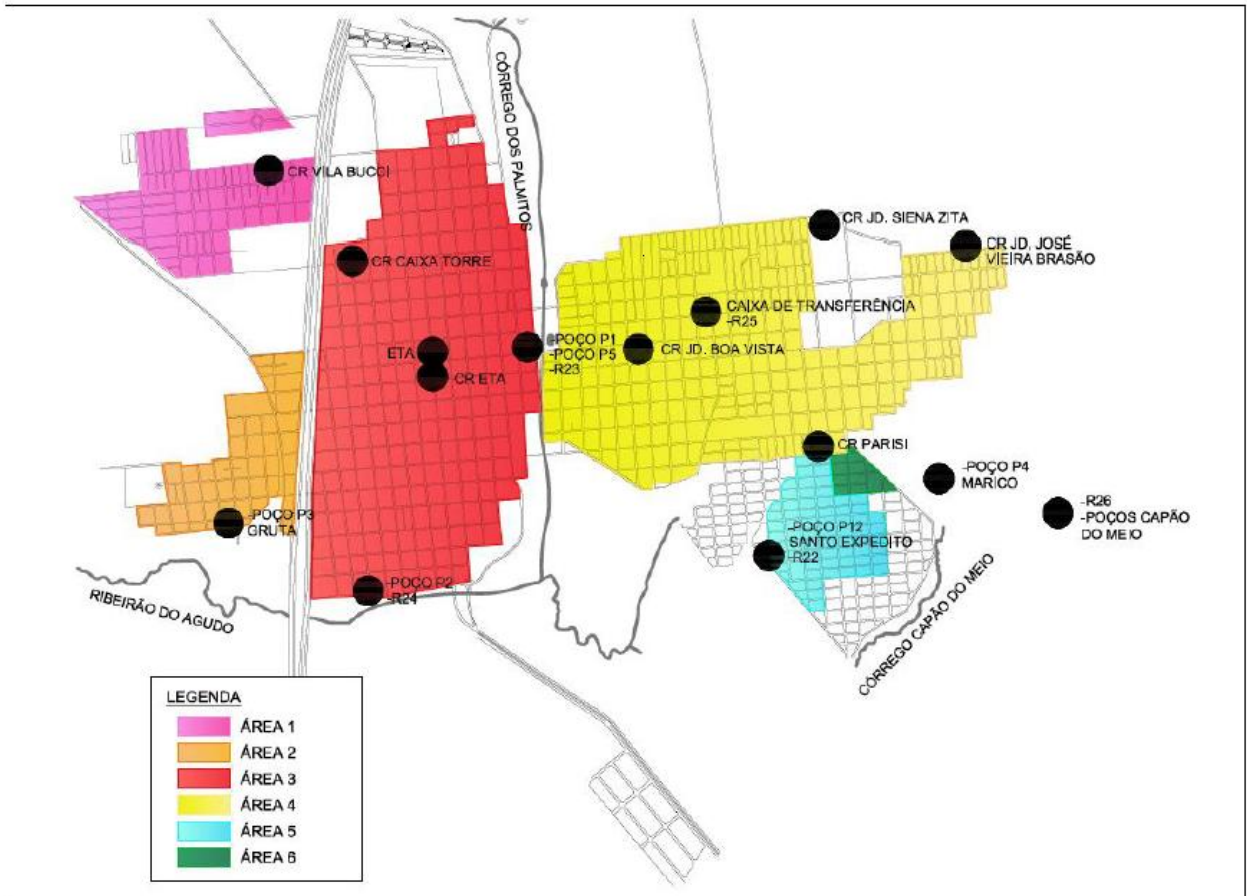 CÓRREGO DOS PALMITOS
CR VILA BUCCI
CR JD. SIENA ZITA
CR JD. JOSÉ
VIEIRA BRASÃO
CR CAIXA TORRE
CAIXA DE TRANSFERÊNCIA
-R25
ETA
-POÇO P1
-POÇO P5
-R23
CR JD. BOA VISTA
CR ETA
CR PARISI
-POÇO P4
MARICO
-R26
-POÇOS CAPÃO
DO MEIO
-POÇO P3
GRUTA
-POÇO P12
SANTO EXPEDITO
-R22
-POÇO P2
-R24
RIBEIRÃO DO AGUDO
CÓRREGO CAPÃO DO MEIO
LEGENDA
ÁREA 1
ÁREA 2
ÁREA 3
ÁREA 4
ÁREA 5
ÁREA 6